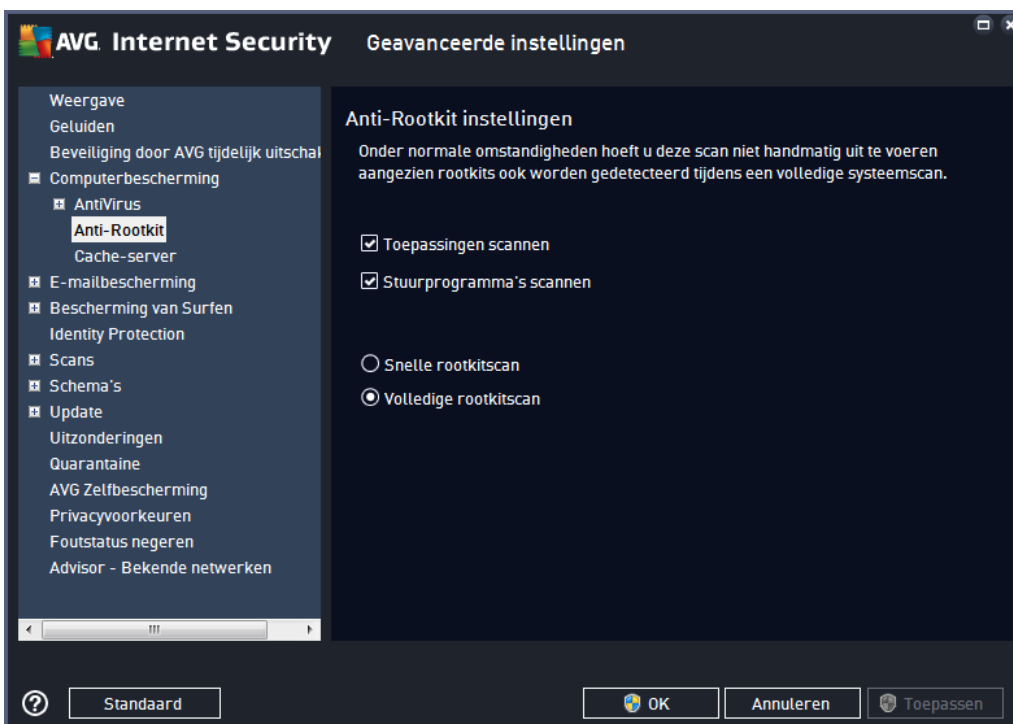 AVG. Internet Security Geavanceerde instellingen
Weergave
Geluiden
Beveiliging door AVG tijdelijk uitschak
Computerbescherming
AntiVirus
Anti-Rootkit
Cache-server
E-mailbescherming
Bescherming van Surfen
Identity Protection
Scans
Schema's
Update
Uitzonderingen
Quarantaine
AVG Zelfbescherming
Privacyvoorkeuren
Foutstatus negeren
Advisor - Bekende netwerken
Anti-Rootkit instellingen
Onder normale omstandigheden hoeft u deze scan niet handmatig uit te voeren
aangezien rootkits ook worden gedetecteerd tijdens een volledige systeemscan.
Toepassingen scannen
Stuurprogramma's scannen
Snelle rootkitscan
Volledige rootkitscan
? Standaard OK Annuleren Toepassen